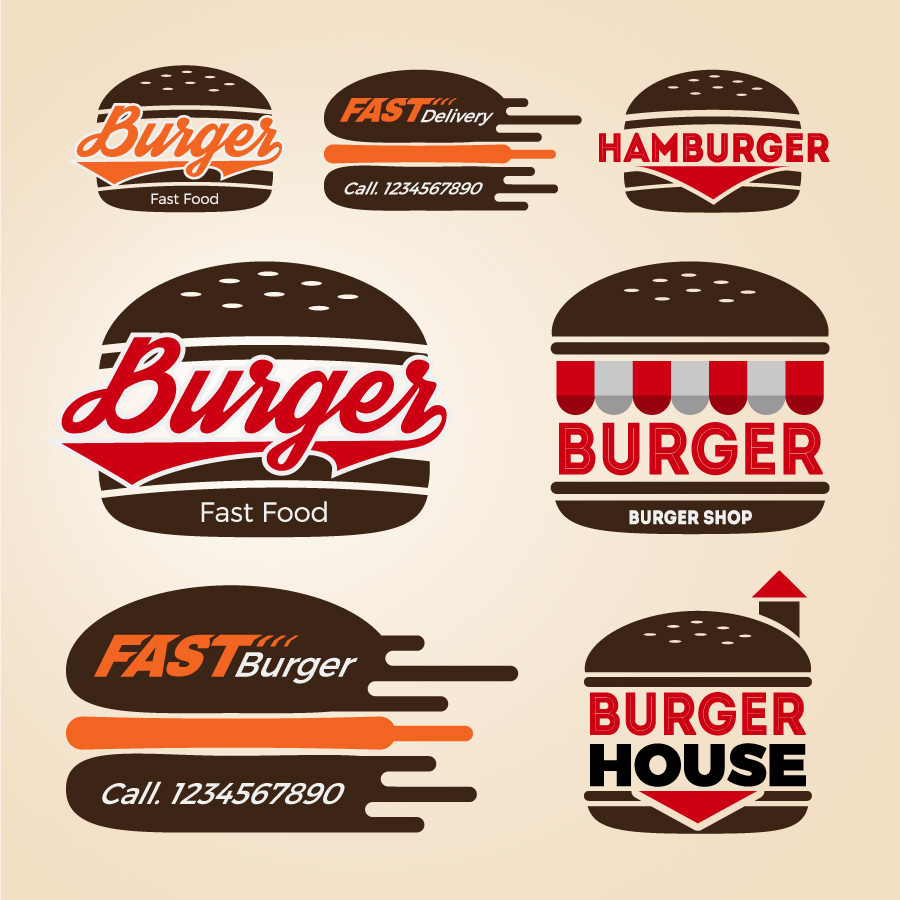 Burger
Fast Food
FAST Delivery
Call. 1234567890
HAMBURGER
Burger
Fast Food
BURGER
BURGER SHOP
FAST Burger
Call. 1234567890
BURGER
HOUSE